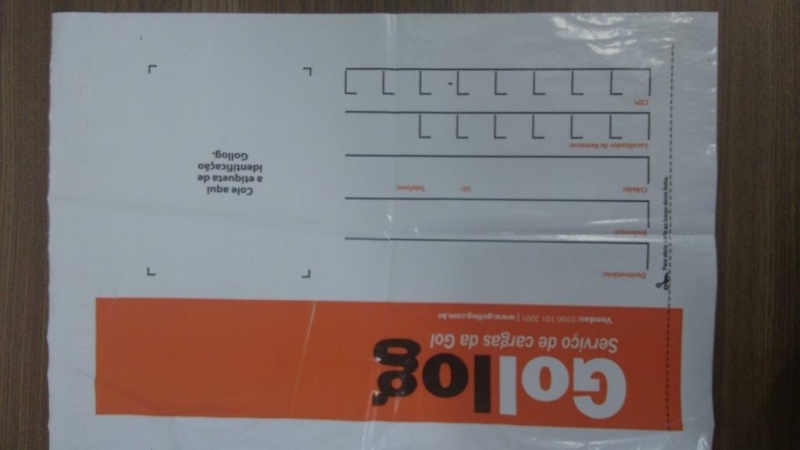 Gollog
Serviço de cargas da Gol
Vendas: 0300 101 2001 | www.gollog.com.br
Destinatário:
Endereço:
Cidade:
UF:
Telefone:
Localizador da Remessa:
CEP:
Cole aqui
a etiqueta de
identificação
Gollog.